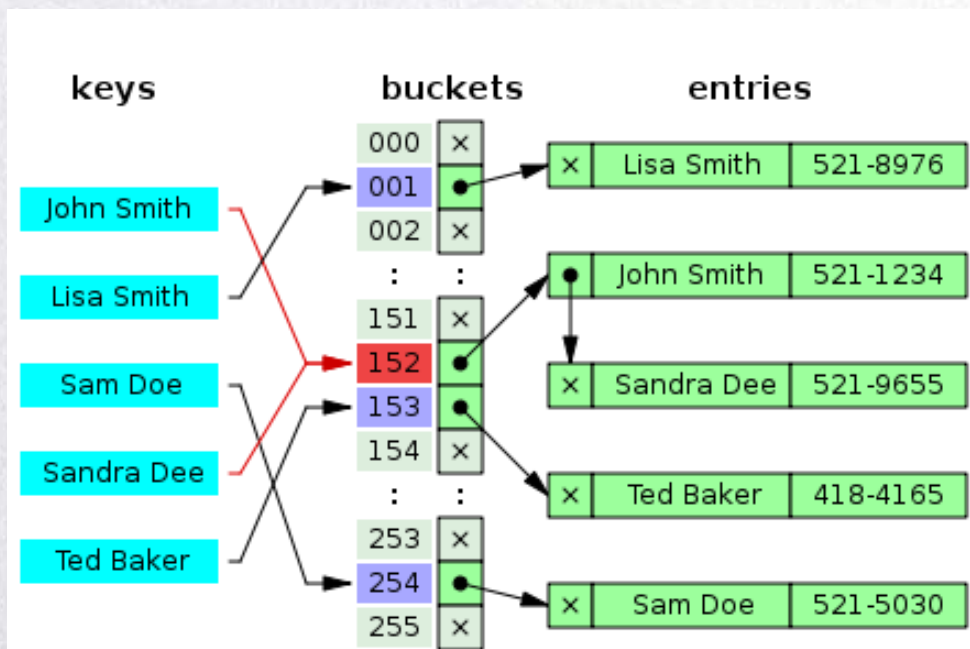 keys buckets entries
John Smith
Lisa Smith
Sam Doe
Sandra Dee
Ted Baker
000 ×
001
002 ×
: :
151 ×
152
153
154 ×
: :
253 ×
254
255 ×
× Lisa Smith 521-8976
John Smith 521-1234
× Sandra Dee 521-9655
× Ted Baker 418-4165
× Sam Doe 521-5030